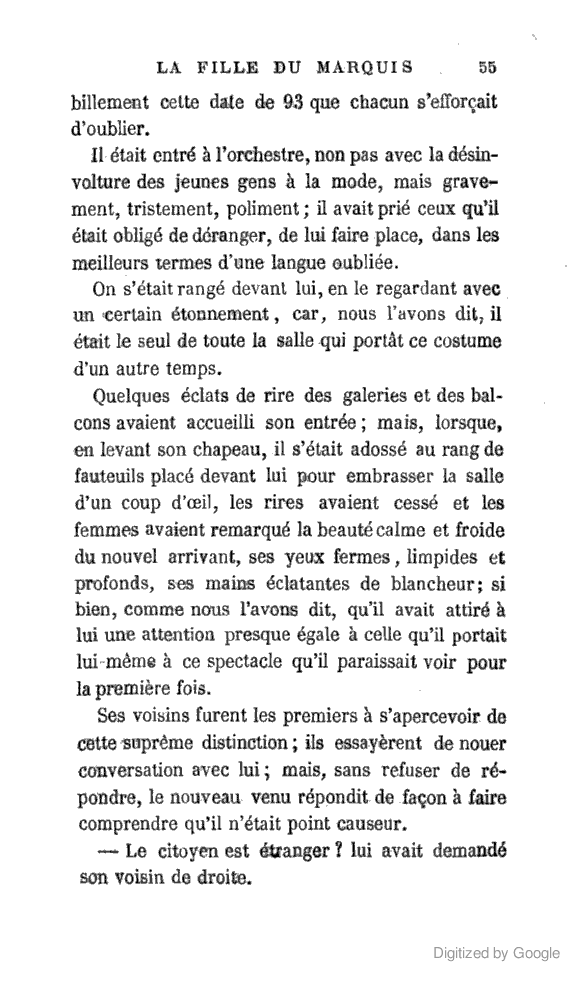 LA FILLE DU MARQUIS 55
billement cette date de 93 que chacun s'efforçait
d'oublier.
Il était entré à l'orchestre, non pas avec la désin-
volture des jeunes gens à la mode, mais grave-
ment, tristement, poliment ; il avait prié ceux qu'il
était obligé de déranger, de lui faire place, dans les
meilleurs termes d'une langue oubliée.
On s'était rangé devant lui, en le regardant avec
un certain étonnement, car, nous l'avons dit, il
était le seul de toute la salle qui portât ce costume
d'un autre temps.
Quelques éclats de rire des galeries et des bal-
cons avaient accueilli son entrée ; mais, lorsque,
en levant son chapeau, il s'était adossé au rang de
fauteuils placé devant lui pour embrasser la salle
d'un coup d'œil, les rires avaient cessé et les
femmes avaient remarqué la beauté calme et froide
du nouvel arrivant, ses yeux fermes, limpides et
profonds, ses mains éclatantes de blancheur ; si
bien, comme nous l'avons dit, qu'il avait attiré à
lui une attention presque égale à celle qu'il portait
lui-même à ce spectacle qu'il paraissait voir pour
la première fois.
Ses voisins furent les premiers à s'apercevoir de
cette suprême distinction ; ils essayèrent de nouer
conversation avec lui ; mais, sans refuser de ré-
pondre, le nouveau venu répondit de façon à faire
comprendre qu'il n'était point causeur.
— Le citoyen est étranger ? lui avait demandé
son voisin de droite.
Digitized by Google